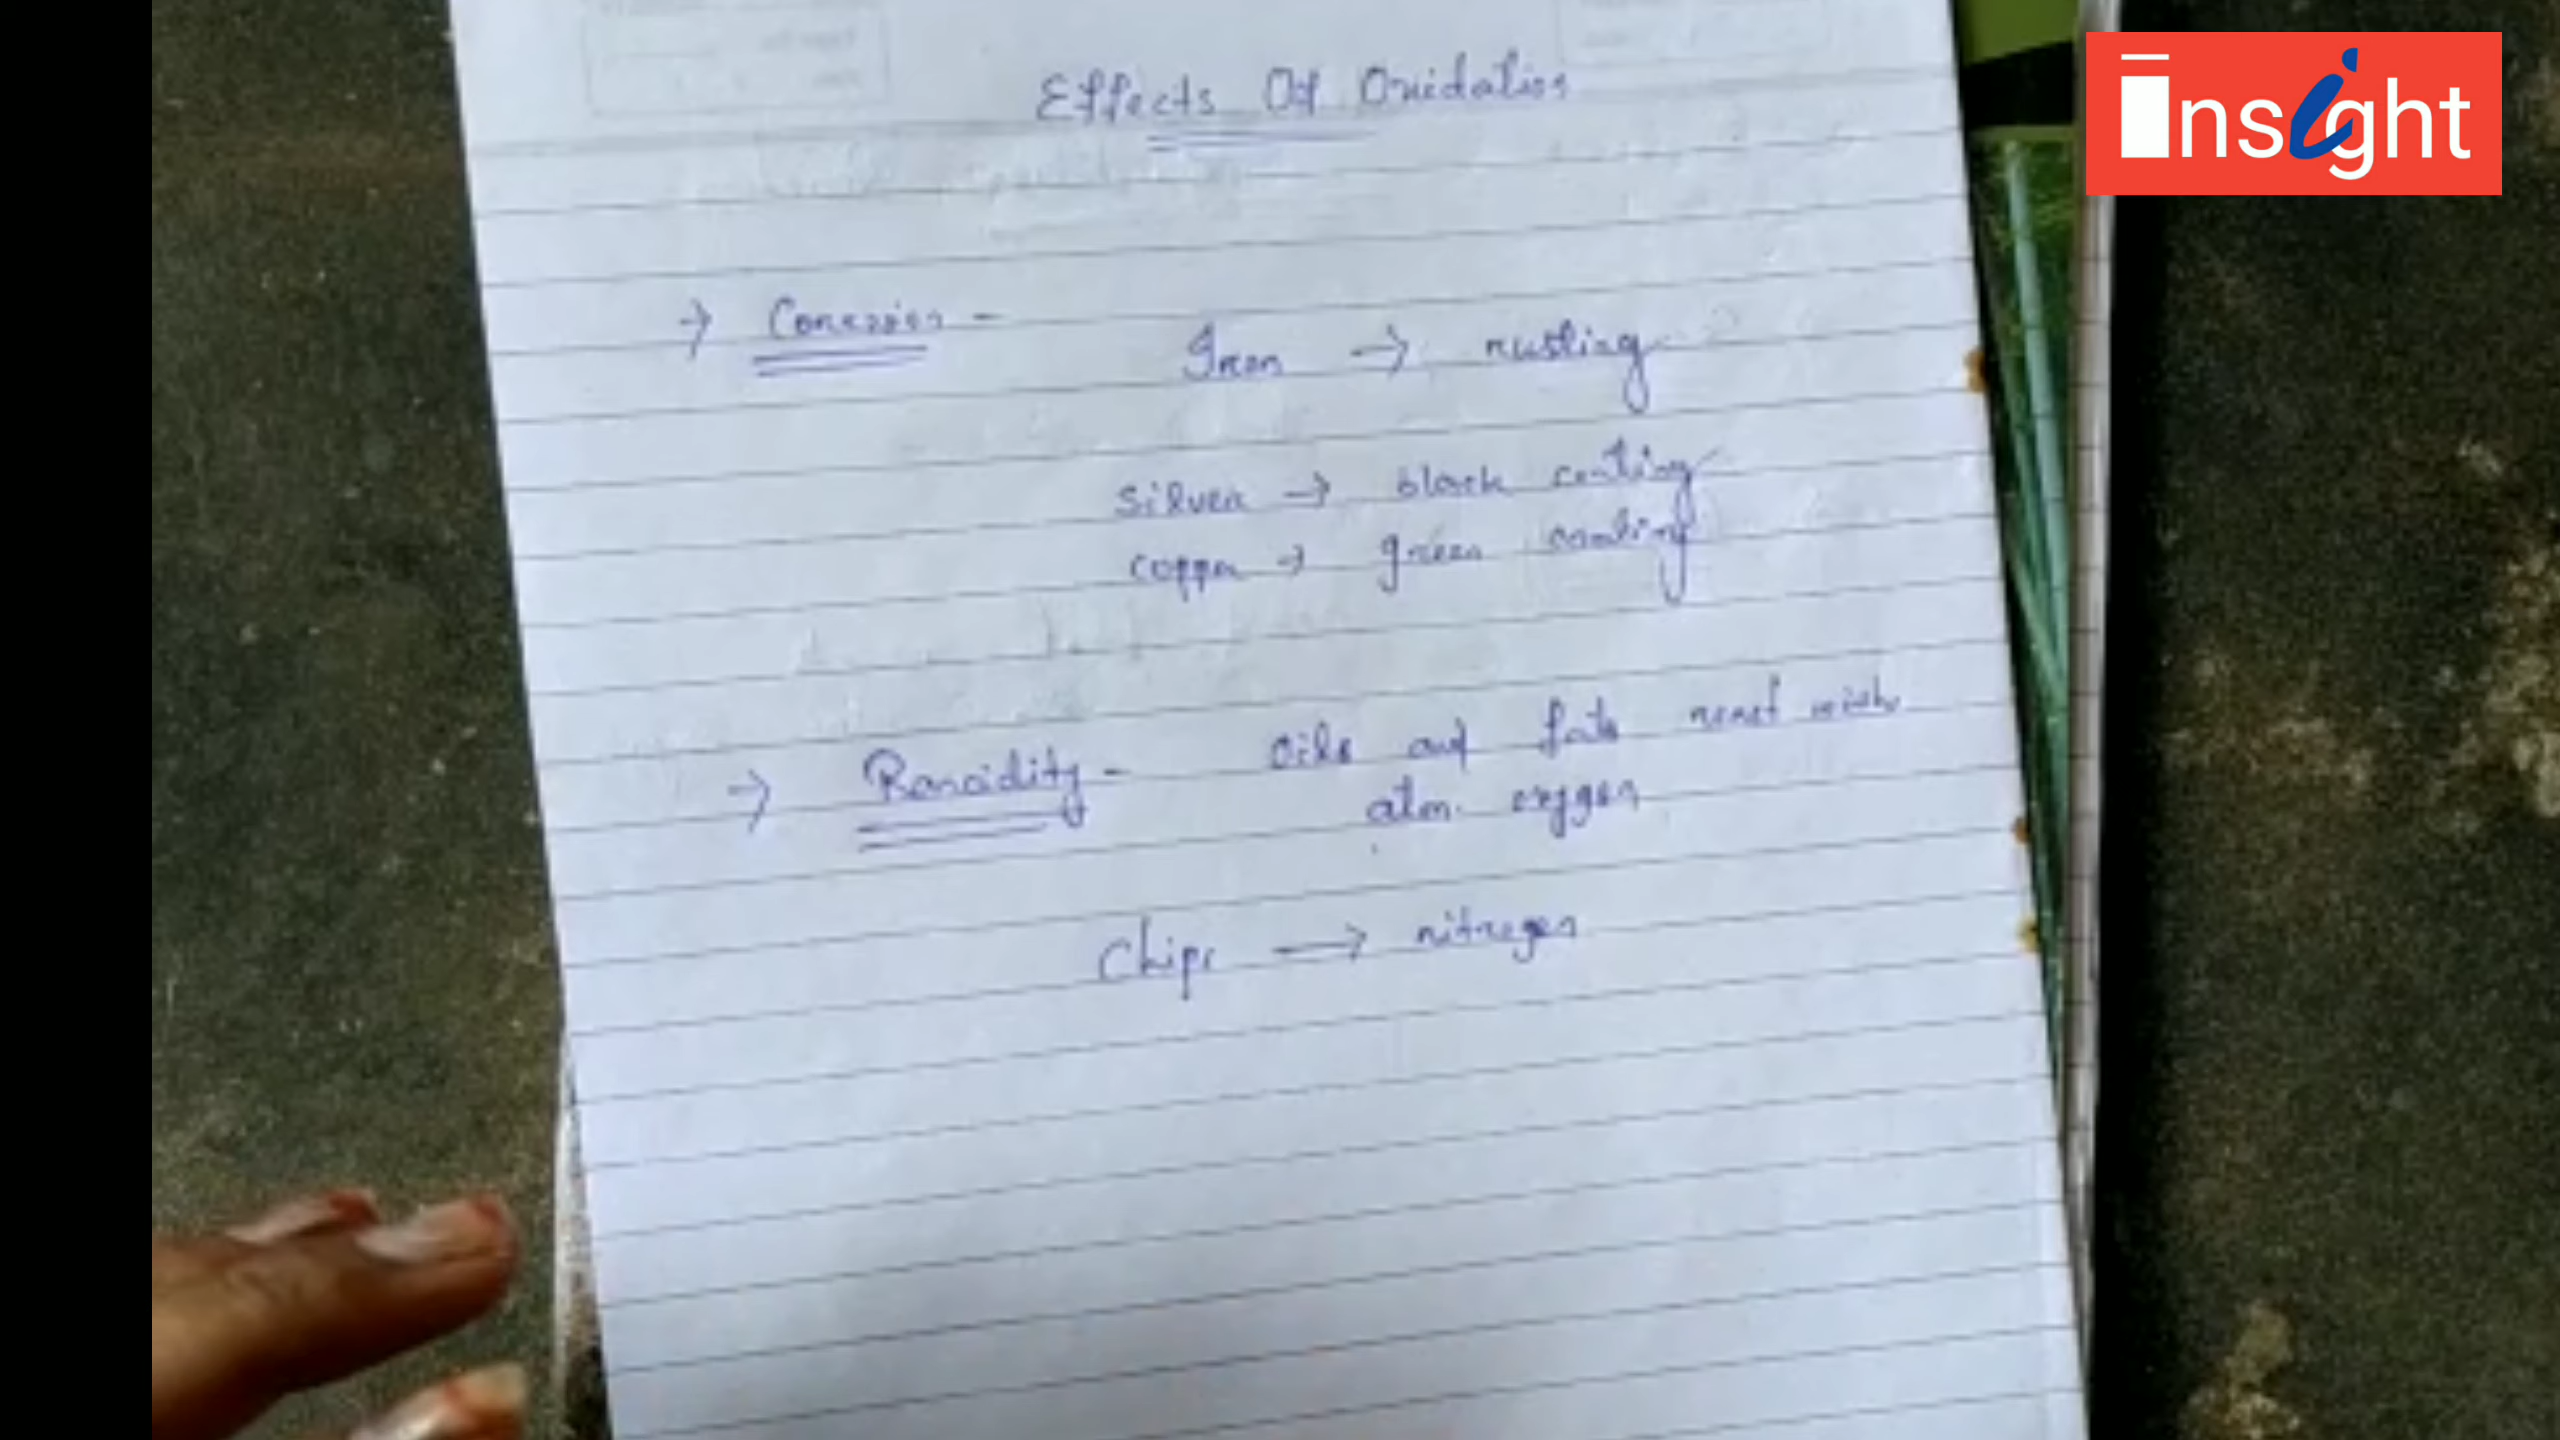 Insight
Effects Of Oxidation
→ Corrosion - Iron → rusting
Silver → black coating
copper → green coating
→ Rancidity - Oils and fats react with
atm. oxygen
Chips → nitrogen